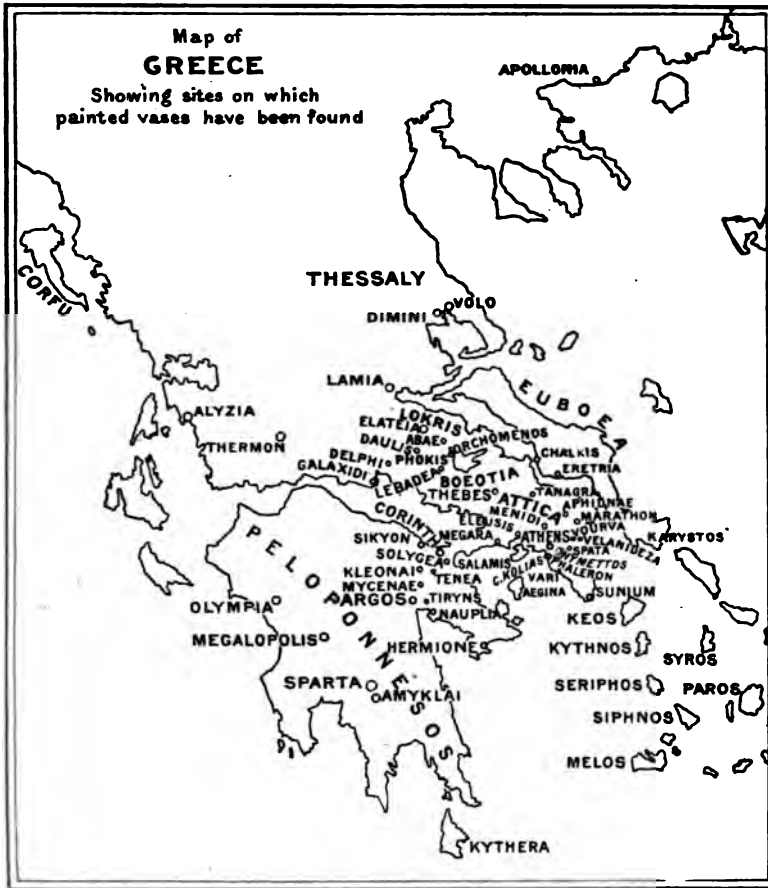 Map of
GREECE
Showing sites on which
painted vases have been found
APOLLONIA
CORFU
THESSALY
VOLO
DIMINI
LAMIA
EUBOEA
ALYZIA
THERMON
LOKRIS
ELATEIA
ABAE
ORCHOMENOS
DAULIS
PHOKIS
DELPHI
GALAXIDI
LEBADEA
CHALKIS
ERETRIA
BOEOTIA
THEBES
TANAGRA
ATTICA
APHIDNAE
MARATHON
MENIDI
VOURVA
ELEUSIS
ATHENS
VELANIDEZA
KARYSTOS
CORINTH
MEGARA
SPATA
HYMETTOS
SIKYON
SOLYGEA
SALAMIS
C.KOLIAS
PHALERON
KLEONAI
TENEA
VARI
MYCENAE
AEGINA
SUNIUM
ARGOS
TIRYNS
NAUPLIA
KEOS
PELOPONNESOS
OLYMPIA
MEGALOPOLIS
HERMIONE
KYTHNOS
SYROS
SPARTA
AMYKLAI
SERIPHOS
PAROS
SIPHNOS
MELOS
KYTHERA